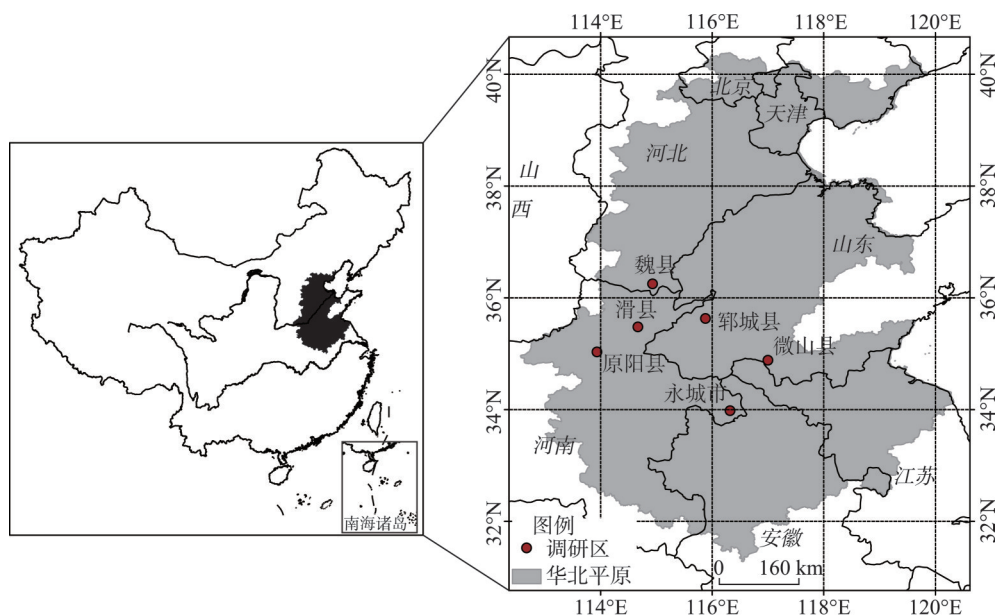 114°E 116°E 118°E 120°E
40°N 40°N
北京
天津
河北
山
西
38°N 38°N
山东
魏县
36°N 36°N
滑县
郓城县
微山县
原阳县
永城市
34°N 34°N
河南
江苏
32°N 32°N
安徽
图例
调研区
华北平原
0 160 km
114°E 116°E 118°E 120°E
南海诸岛